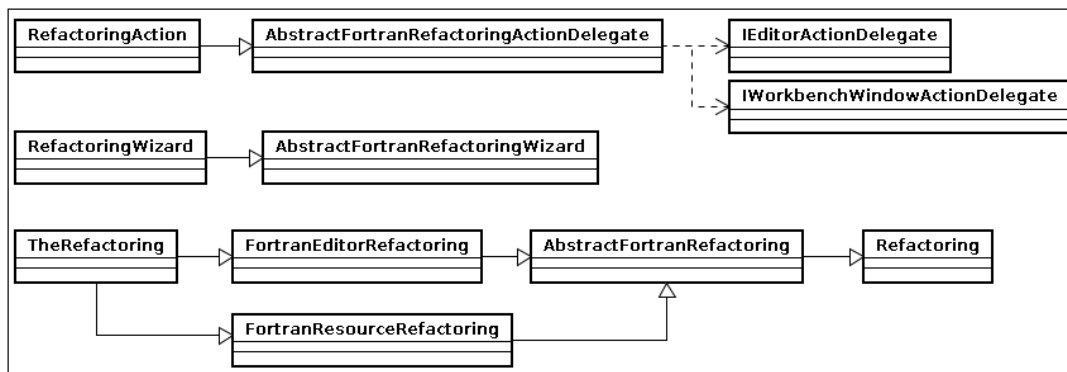 RefactoringAction
AbstractFortranRefactoringActionDelegate
IEditorActionDelegate
IWorkbenchWindowActionDelegate
RefactoringWizard
AbstractFortranRefactoringWizard
TheRefactoring
FortranEditorRefactoring
AbstractFortranRefactoring
Refactoring
FortranResourceRefactoring